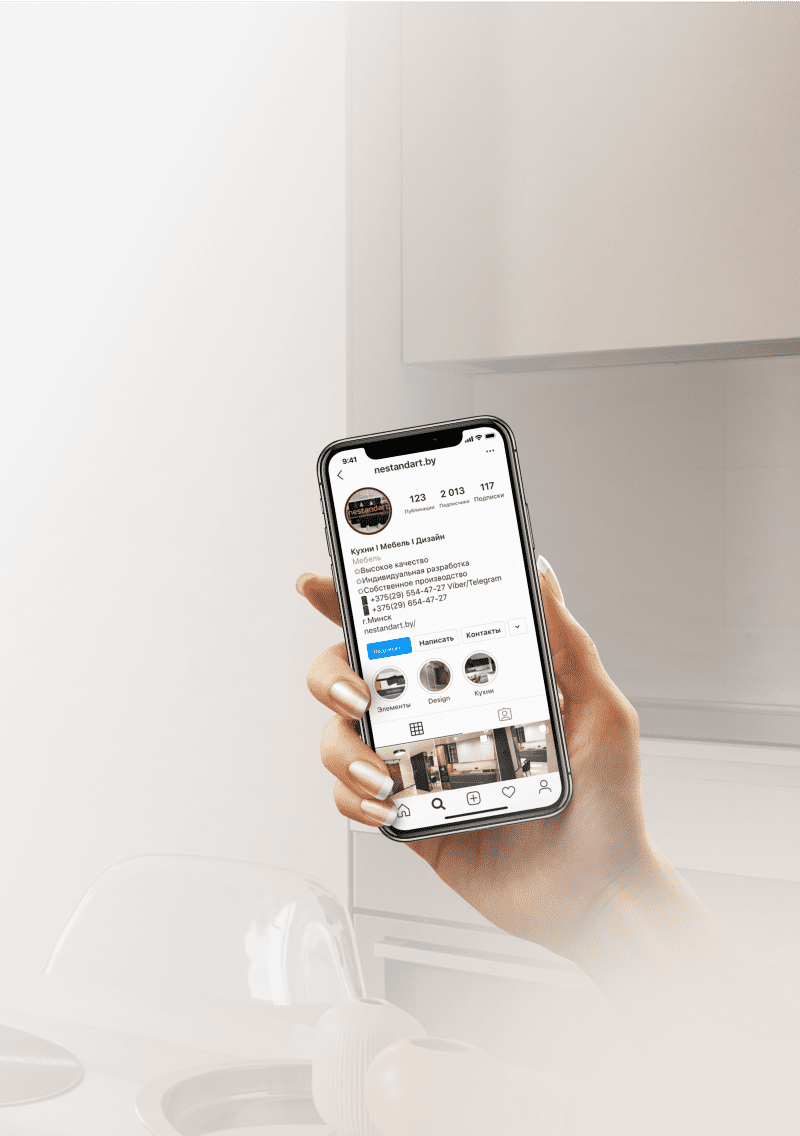 9:41
nestandart.by
nestandart
123 2 013 117
Публикации Подписчики Подписки
Кухни I Мебель I Дизайн
Мебель
Высокое качество
Индивидуальная разработка
Собственное производство
+375(29) 554-47-27 Viber/Telegram
+375(29) 654-47-27
г.Минск
nestandart.by/
Написать Контакты
Элементы Design Кухни